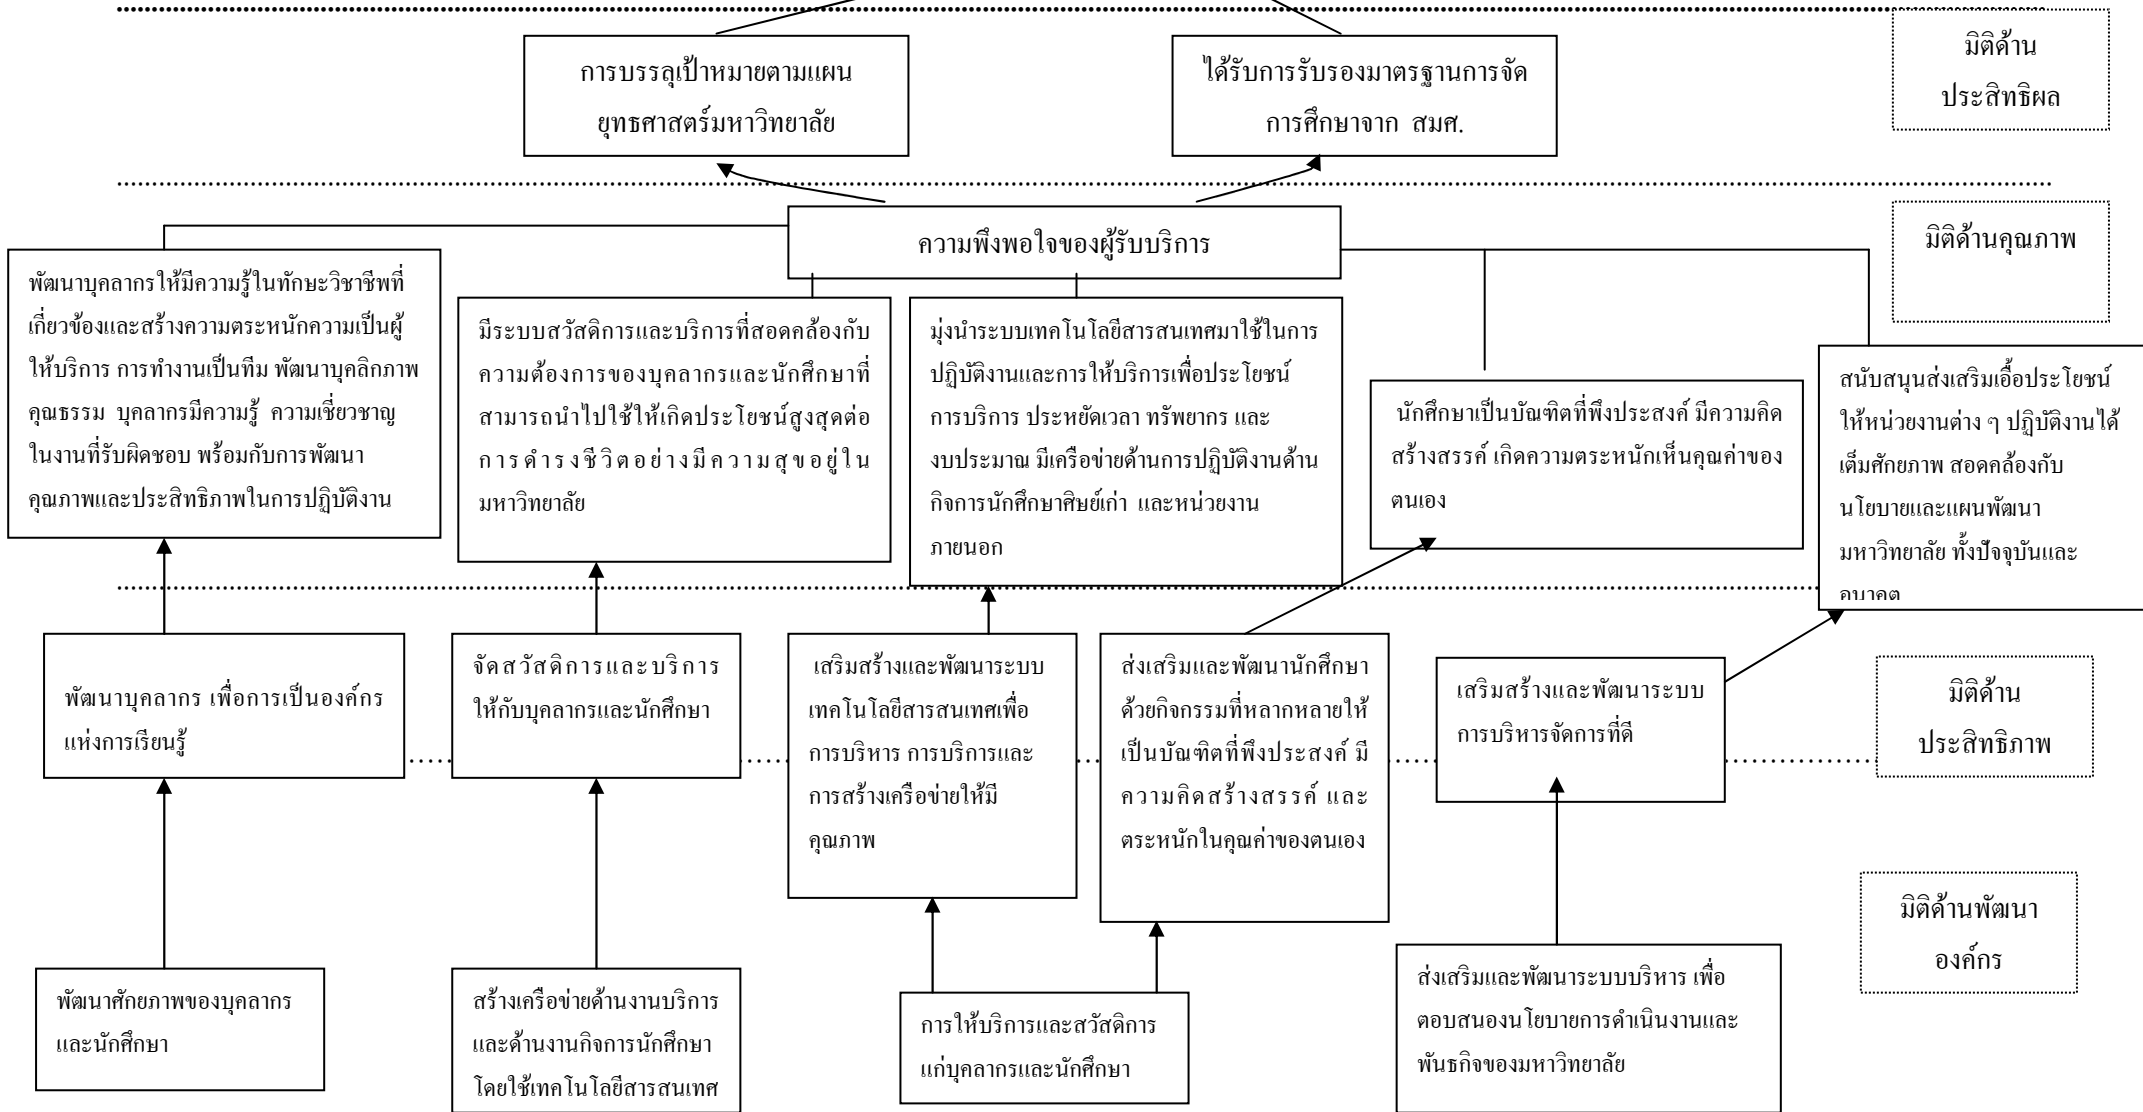 การบรรลุเป้าหมายตามแผน
ยุทธศาสตร์มหาวิทยาลัย
ได้รับการรับรองมาตรฐานการจัด
การศึกษาจาก สมศ.
มิติด้าน
ประสิทธิผล
ความพึงพอใจของผู้รับบริการ
มิติด้านคุณภาพ
พัฒนาบุคลากรให้มีความรู้ในทักษะวิชาชีพที่
เกี่ยวข้องและสร้างความตระหนักความเป็นผู้
ให้บริการ การทำงานเป็นทีม พัฒนาบุคลิกภาพ
คุณธรรม บุคลากรมีความรู้ ความเชี่ยวชาญ
ในงานที่รับผิดชอบ พร้อมกับการพัฒนา
คุณภาพและประสิทธิภาพในการปฏิบัติงาน
มีระบบสวัสดิการและบริการที่สอดคล้องกับ
ความต้องการของบุคลากรและนักศึกษาที่
สามารถนำไปใช้ให้เกิดประโยชน์สูงสุดต่อ
การดำรงชีวิตอย่างมีความสุขอยู่ใน
มหาวิทยาลัย
มุ่งนำระบบเทคโนโลยีสารสนเทศมาใช้ในการ
ปฏิบัติงานและการให้บริการเพื่อประโยชน์
การบริการ ประหยัดเวลา ทรัพยากร และ
งบประมาณ มีเครือข่ายด้านการปฏิบัติงานด้าน
กิจการนักศึกษาศิษย์เก่า และหน่วยงาน
ภายนอก
นักศึกษาเป็นบัณฑิตที่พึงประสงค์ มีความคิด
สร้างสรรค์ เกิดความตระหนักเห็นคุณค่าของ
ตนเอง
สนับสนุนส่งเสริมเอื้อประโยชน์
ให้หน่วยงานต่าง ๆ ปฏิบัติงานได้
เต็มศักยภาพ สอดคล้องกับ
นโยบายและแผนพัฒนา
มหาวิทยาลัย ทั้งปัจจุบันและ
อนาคต
พัฒนาบุคลากร เพื่อการเป็นองค์กร
แห่งการเรียนรู้
จัดสวัสดิการและบริการ
ให้กับบุคลากรและนักศึกษา
เสริมสร้างและพัฒนาระบบ
เทคโนโลยีสารสนเทศเพื่อ
การบริหาร การบริการและ
การสร้างเครือข่ายให้มี
คุณภาพ
ส่งเสริมและพัฒนานักศึกษา
ด้วยกิจกรรมที่หลากหลายให้
เป็นบัณฑิตที่พึงประสงค์ มี
ความคิดสร้างสรรค์ และ
ตระหนักในคุณค่าของตนเอง
เสริมสร้างและพัฒนาระบบ
การบริหารจัดการที่ดี
มิติด้าน
ประสิทธิภาพ
มิติด้านพัฒนา
องค์กร
พัฒนาศักยภาพของบุคลากร
และนักศึกษา
สร้างเครือข่ายด้านงานบริการ
และด้านงานกิจการนักศึกษา
โดยใช้เทคโนโลยีสารสนเทศ
การให้บริการและสวัสดิการ
แก่บุคลากรและนักศึกษา
ส่งเสริมและพัฒนาระบบบริหาร เพื่อ
ตอบสนองนโยบายการดำเนินงานและ
พันธกิจของมหาวิทยาลัย